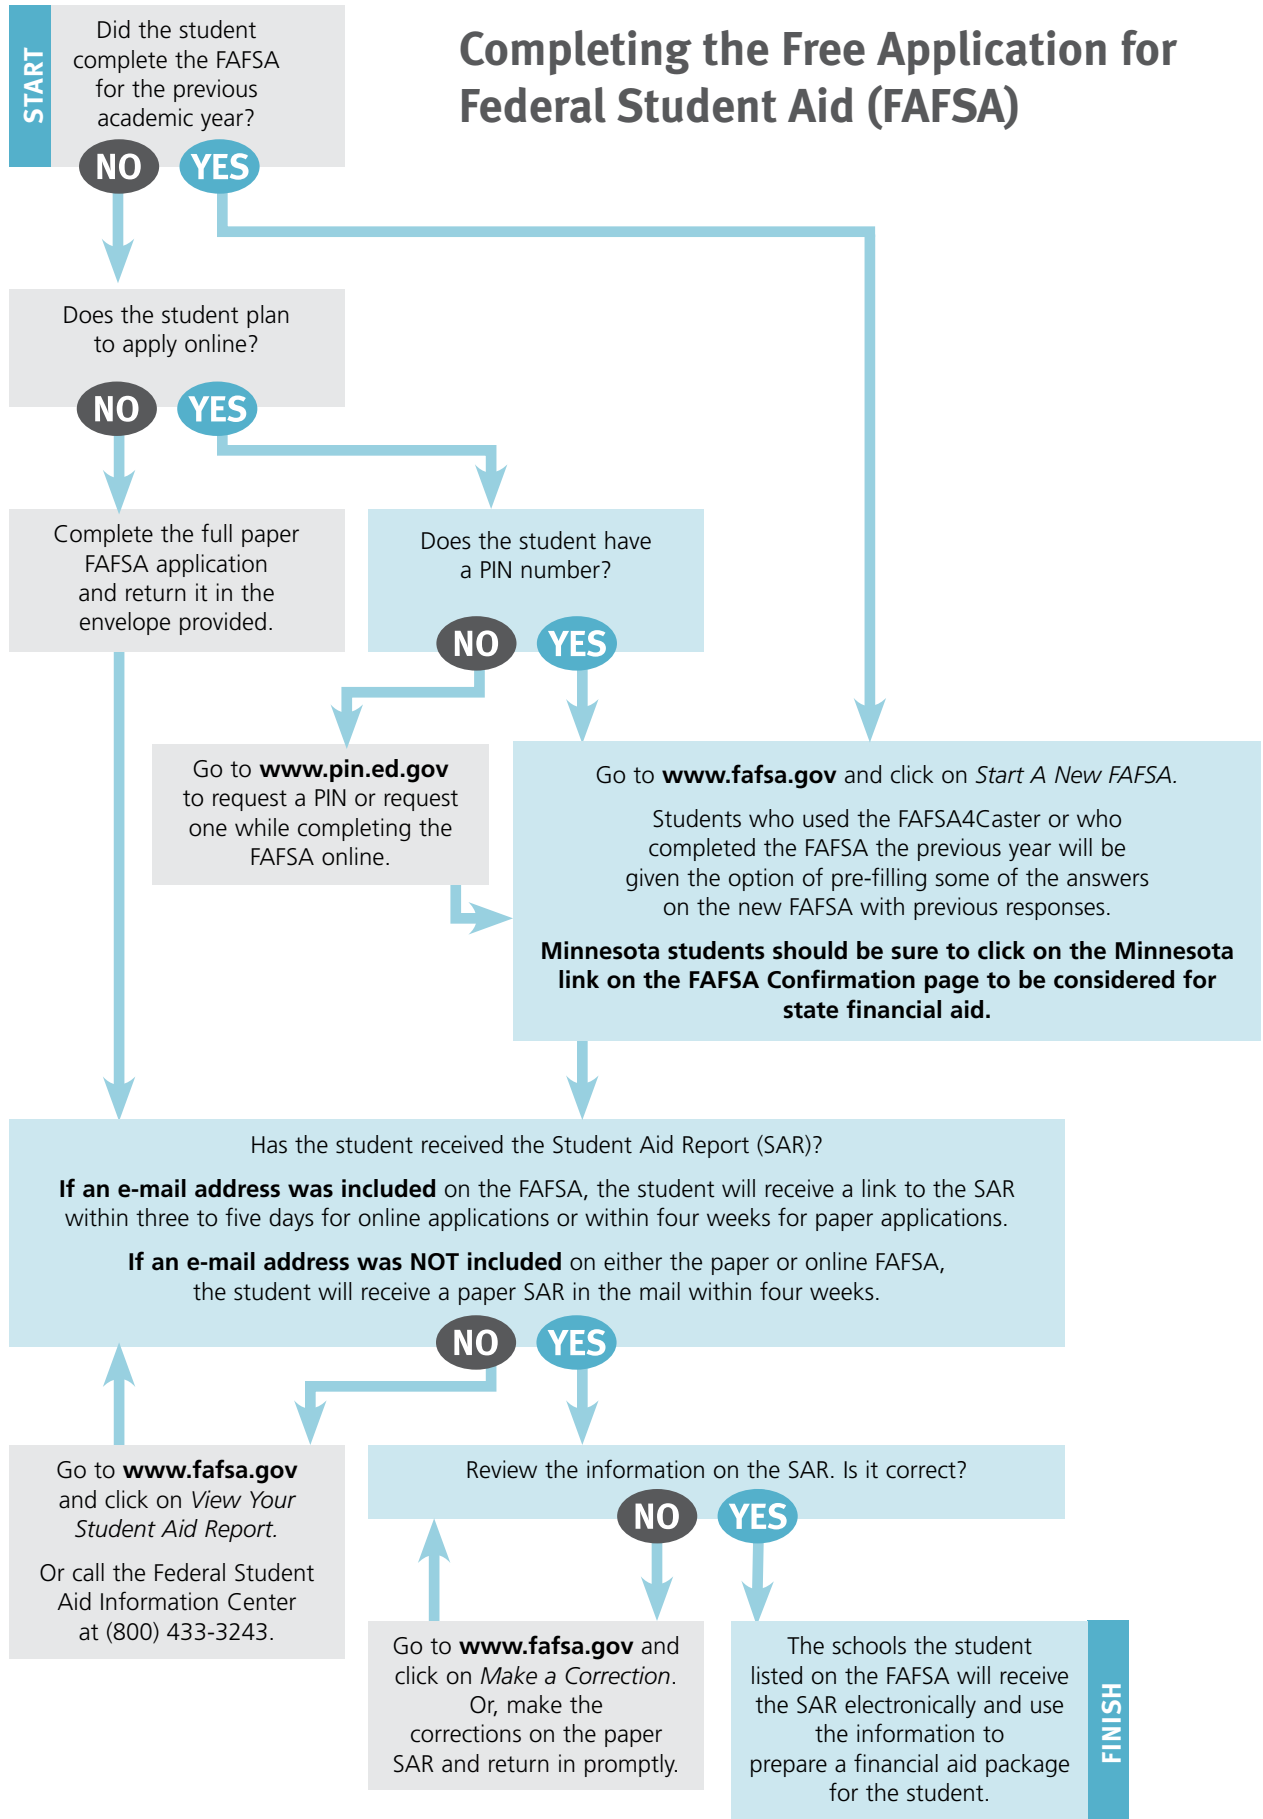 Completing the Free Application for
Federal Student Aid (FAFSA)
START
Did the student
complete the FAFSA
for the previous
academic year?
NO
YES
Does the student plan
to apply online?
NO
YES
Complete the full paper
FAFSA application
and return it in the
envelope provided.
Does the student have
a PIN number?
NO
YES
Go to www.pin.ed.gov
to request a PIN or request
one while completing the
FAFSA online.
Go to www.fafsa.gov and click on Start A New FAFSA.
Students who used the FAFSA4Caster or who
completed the FAFSA the previous year will be
given the option of pre-filling some of the answers
on the new FAFSA with previous responses.
Minnesota students should be sure to click on the Minnesota
link on the FAFSA Confirmation page to be considered for
state financial aid.
Has the student received the Student Aid Report (SAR)?
If an e-mail address was included on the FAFSA, the student will receive a link to the SAR
within three to five days for online applications or within four weeks for paper applications.
If an e-mail address was NOT included on either the paper or online FAFSA,
the student will receive a paper SAR in the mail within four weeks.
NO
YES
Go to www.fafsa.gov
and click on View Your
Student Aid Report.
Or call the Federal Student
Aid Information Center
at (800) 433-3243.
Review the information on the SAR. Is it correct?
NO
YES
Go to www.fafsa.gov and
click on Make a Correction.
Or, make the
corrections on the paper
SAR and return in promptly.
The schools the student
listed on the FAFSA will receive
the SAR electronically and use
the information to
prepare a financial aid package
for the student.
FINISH